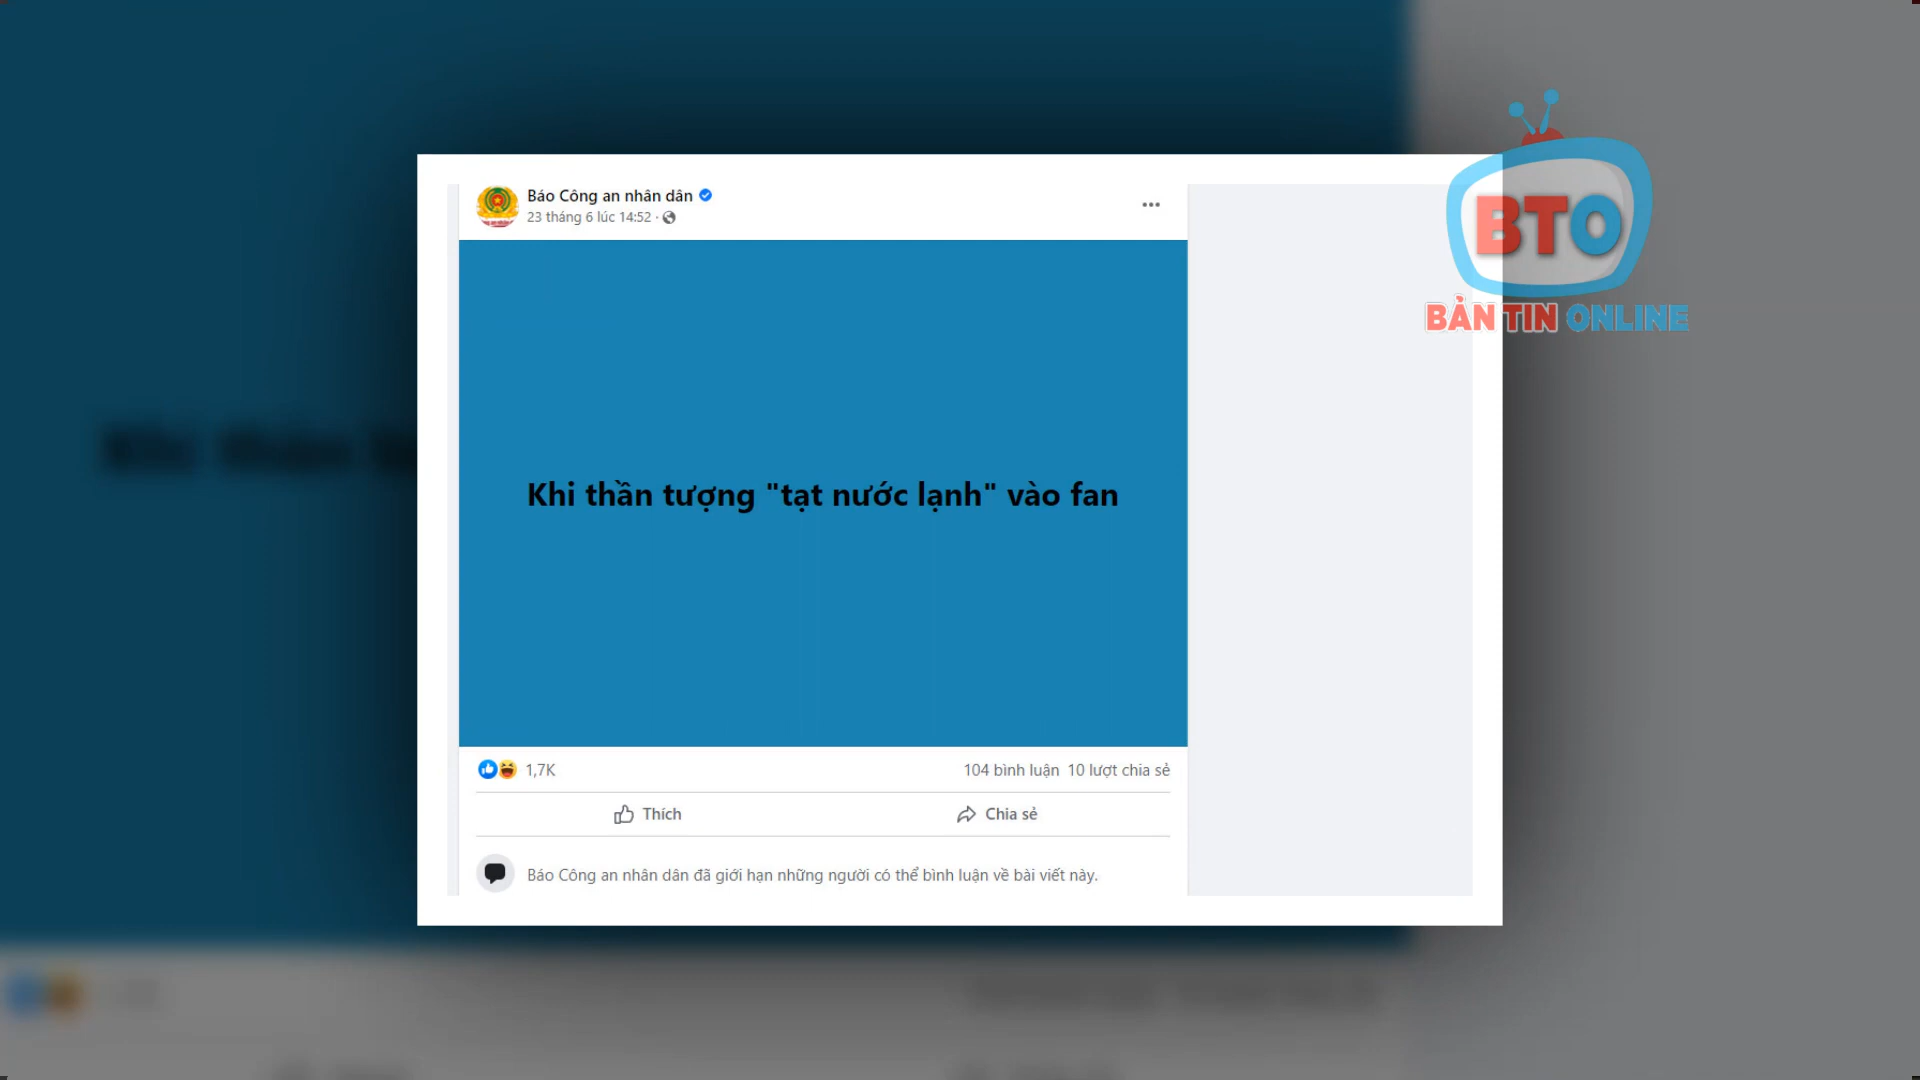 Báo Công an nhân dân
23 tháng 6 lúc 14:52 ·
Khi thần tượng "tạt nước lạnh" vào fan
1,7K
104 bình luận 10 lượt chia sẻ
Thích
Chia sẻ
Báo Công an nhân dân đã giới hạn những người có thể bình luận về bài viết này.
BTO
BẢN TIN ONLINE